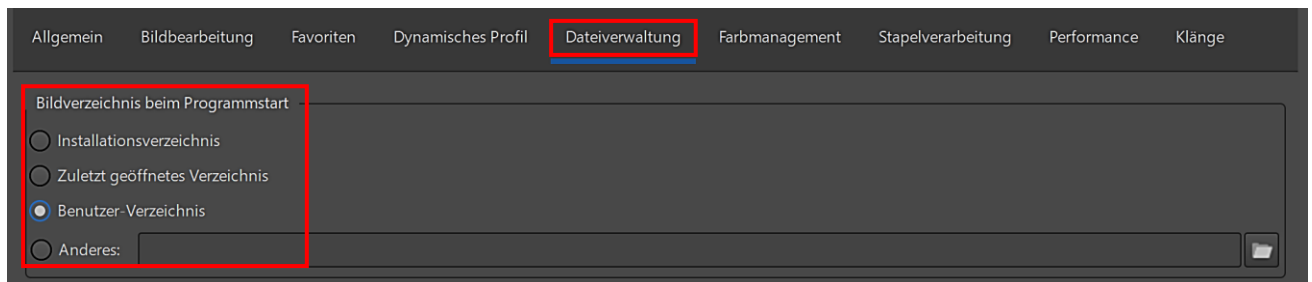 Allgemein Bildbearbeitung Favoriten Dynamisches Profil Dateiverwaltung Farbmanagement Stapelverarbeitung Performance Klänge
Bildverzeichnis beim Programmstart
Installationsverzeichnis
Zuletzt geöffnetes Verzeichnis
Benutzer-Verzeichnis
Anderes: